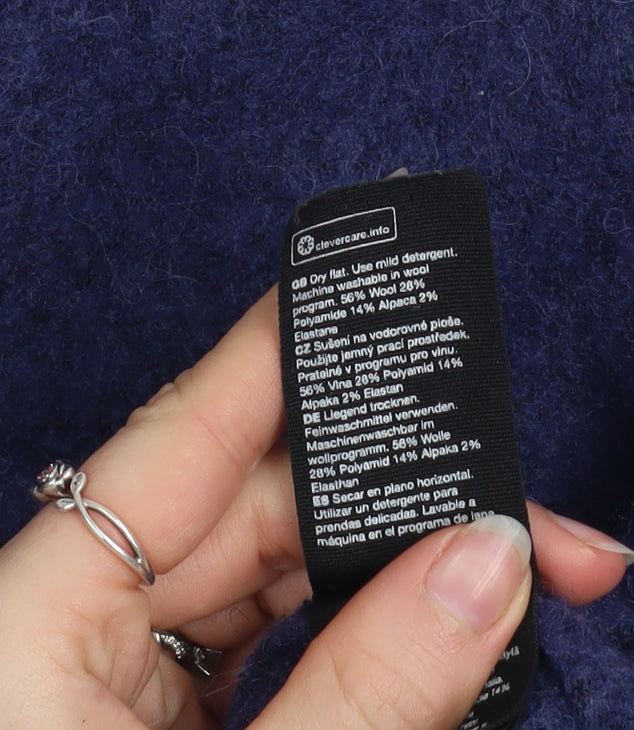 clevercare.info
GB Dry flat. Use mild detergent.
Machine washable in wool
program. 56% Wool 28%
Polyamide 14% Alpaca 2%
Elastane
CZ Sušení na vodorovné ploše.
Použijte jemný prací prostředek.
Pratelné v programu pro vlnu.
56% Vlna 28% Polyamid 14%
Alpaka 2% Elastan
DE Liegend trocknen.
Feinwaschmittel verwenden.
Maschinenwaschbar im
wollprogramm. 56% Wolle
28% Polyamid 14% Alpaka 2%
Elasthan
ES Secar en plano horizontal.
Utilizar un detergente para
prendas delicadas. Lavable a
máquina en el programa de lana.
14%